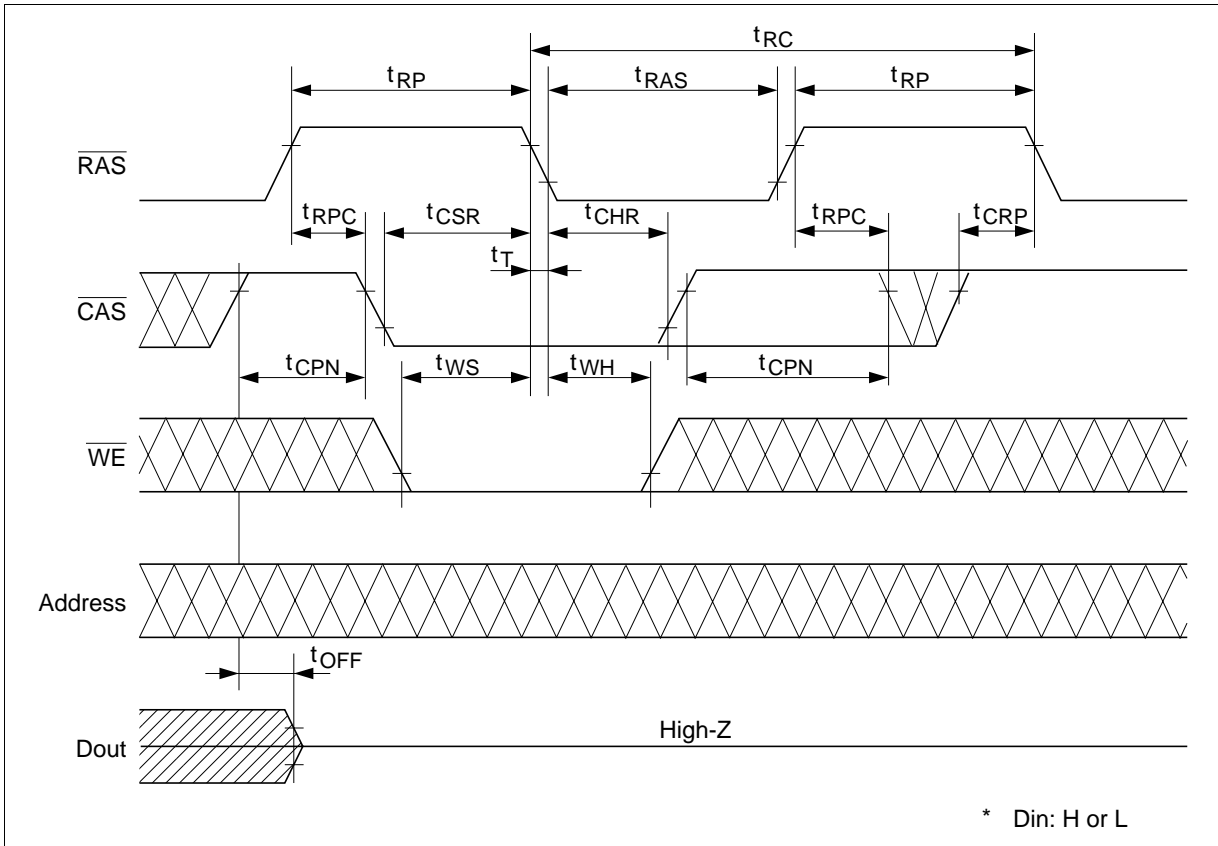 tRC
tRP tRAS tRP
RAS
tRPC tCSR tCHR tRPC tCRP
tT
CAS
tCPN tWS tWH tCPN
WE
Address
tOFF
High-Z
Dout
* Din: H or L